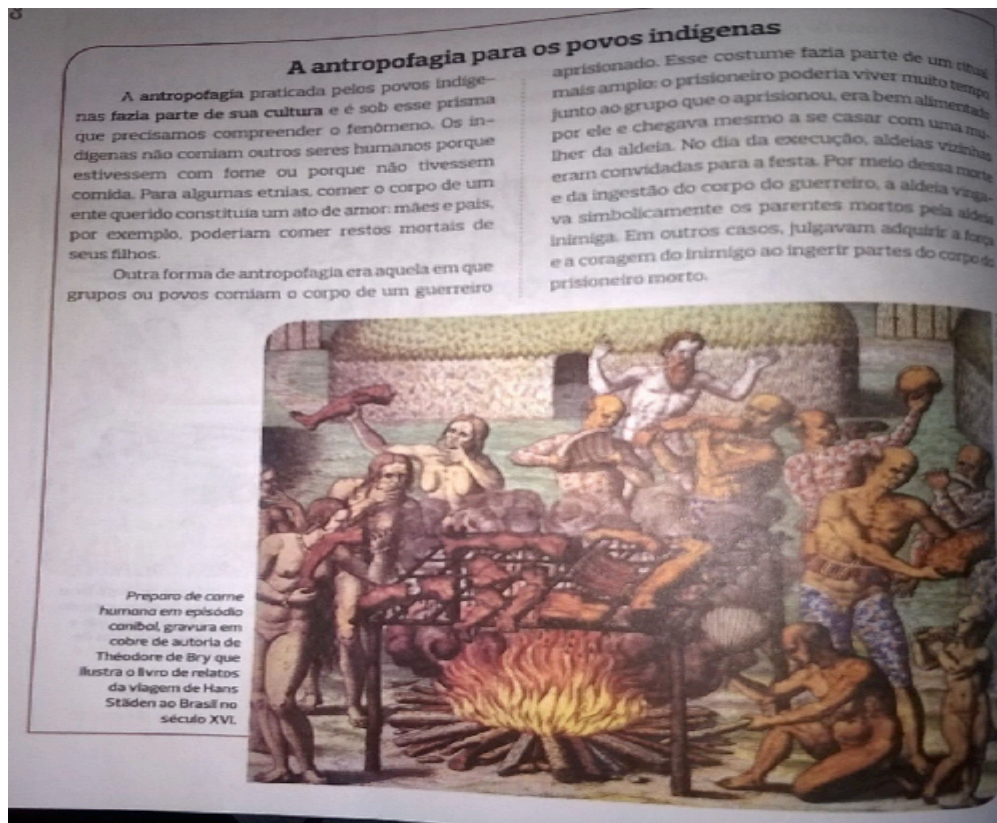 A antropofagia para os povos indígenas
A antropofagia praticada pelos povos indíge-
nas fazia parte de sua cultura e é sob esse prisma
que precisamos compreender o fenômeno. Os in-
dígenas não comiam outros seres humanos porque
estivessem com fome ou porque não tivessem
comida. Para algumas etnias, comer o corpo de um
ente querido constituía um ato de amor: mães e pais,
por exemplo, poderiam comer restos mortais de
seus filhos.
Outra forma de antropofagia era aquela em que
grupos ou povos comiam o corpo de um guerreiro
aprisionado. Esse costume fazia parte de um ritual
mais amplo: o prisioneiro poderia viver muito tempo
junto ao grupo que o aprisionou, era bem alimentado
por ele e chegava mesmo a se casar com uma mu-
lher da aldeia. No dia da execução, aldeias vizinhas
eram convidadas para a festa. Por meio dessa morte
e da ingestão do corpo do guerreiro, a aldeia vinga-
va simbolicamente os parentes mortos pela aldeia
inimiga. Em outros casos, julgavam adquirir a força
e a coragem do inimigo ao ingerir partes do corpo do
prisioneiro morto.
Preparo de carne
humana em episódio
canibal, gravura em
cobre de autoria de
Théodore de Bry que
ilustra o livro de relatos
da viagem de Hans
Städen ao Brasil no
século XVI.